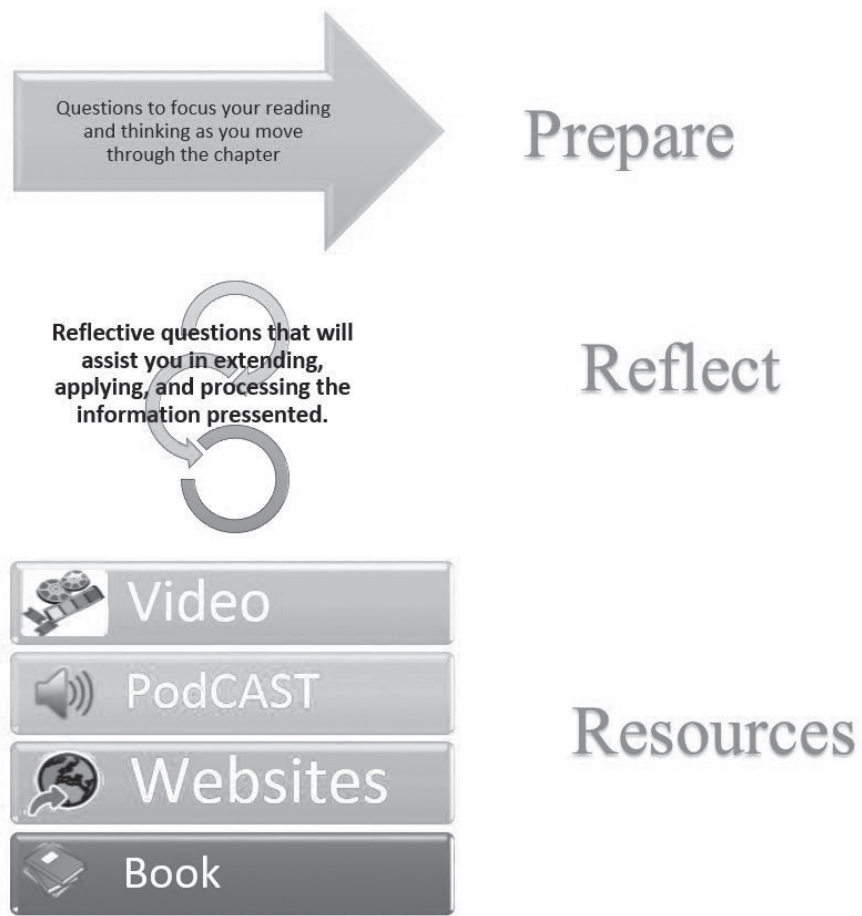 Questions to focus your reading
and thinking as you move
through the chapter
Prepare
Reflective questions that will
assist you in extending,
applying, and processing the
information pressented.
Reflect
Video
PodCAST
Websites
Book
Resources